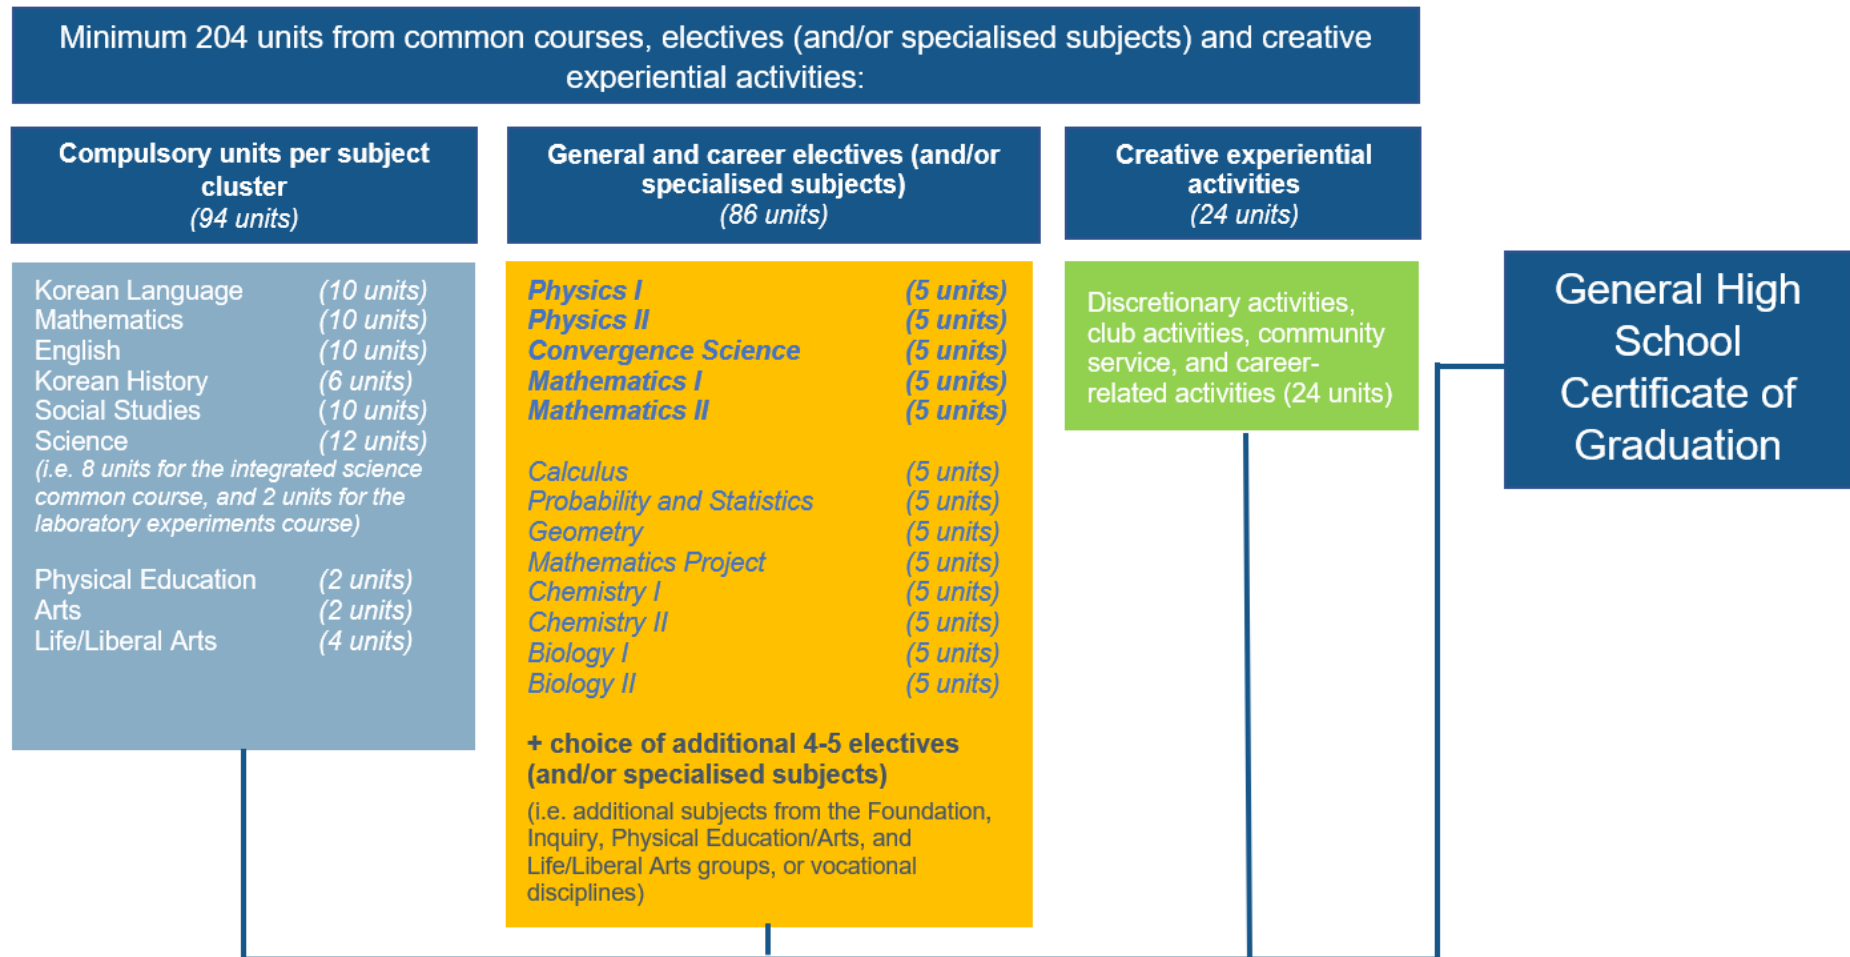 Minimum 204 units from common courses, electives (and/or specialised subjects) and creative
experiential activities:
Compulsory units per subject
cluster
(94 units)
Korean Language (10 units)
Mathematics (10 units)
English (10 units)
Korean History (6 units)
Social Studies (10 units)
Science (12 units)
(i.e. 8 units for the integrated science
common course, and 2 units for the
laboratory experiments course)
Physical Education (2 units)
Arts (2 units)
Life/Liberal Arts (4 units)
General and career electives (and/or
specialised subjects)
(86 units)
Physics I (5 units)
Physics II (5 units)
Convergence Science (5 units)
Mathematics I (5 units)
Mathematics II (5 units)
Calculus (5 units)
Probability and Statistics (5 units)
Geometry (5 units)
Mathematics Project (5 units)
Chemistry I (5 units)
Chemistry II (5 units)
Biology I (5 units)
Biology II (5 units)
+ choice of additional 4-5 electives
(and/or specialised subjects)
(i.e. additional subjects from the Foundation,
Inquiry, Physical Education/Arts, and
Life/Liberal Arts groups, or vocational
disciplines)
Creative experiential
activities
(24 units)
Discretionary activities,
club activities, community
service, and career-
related activities (24 units)
General High
School
Certificate of
Graduation